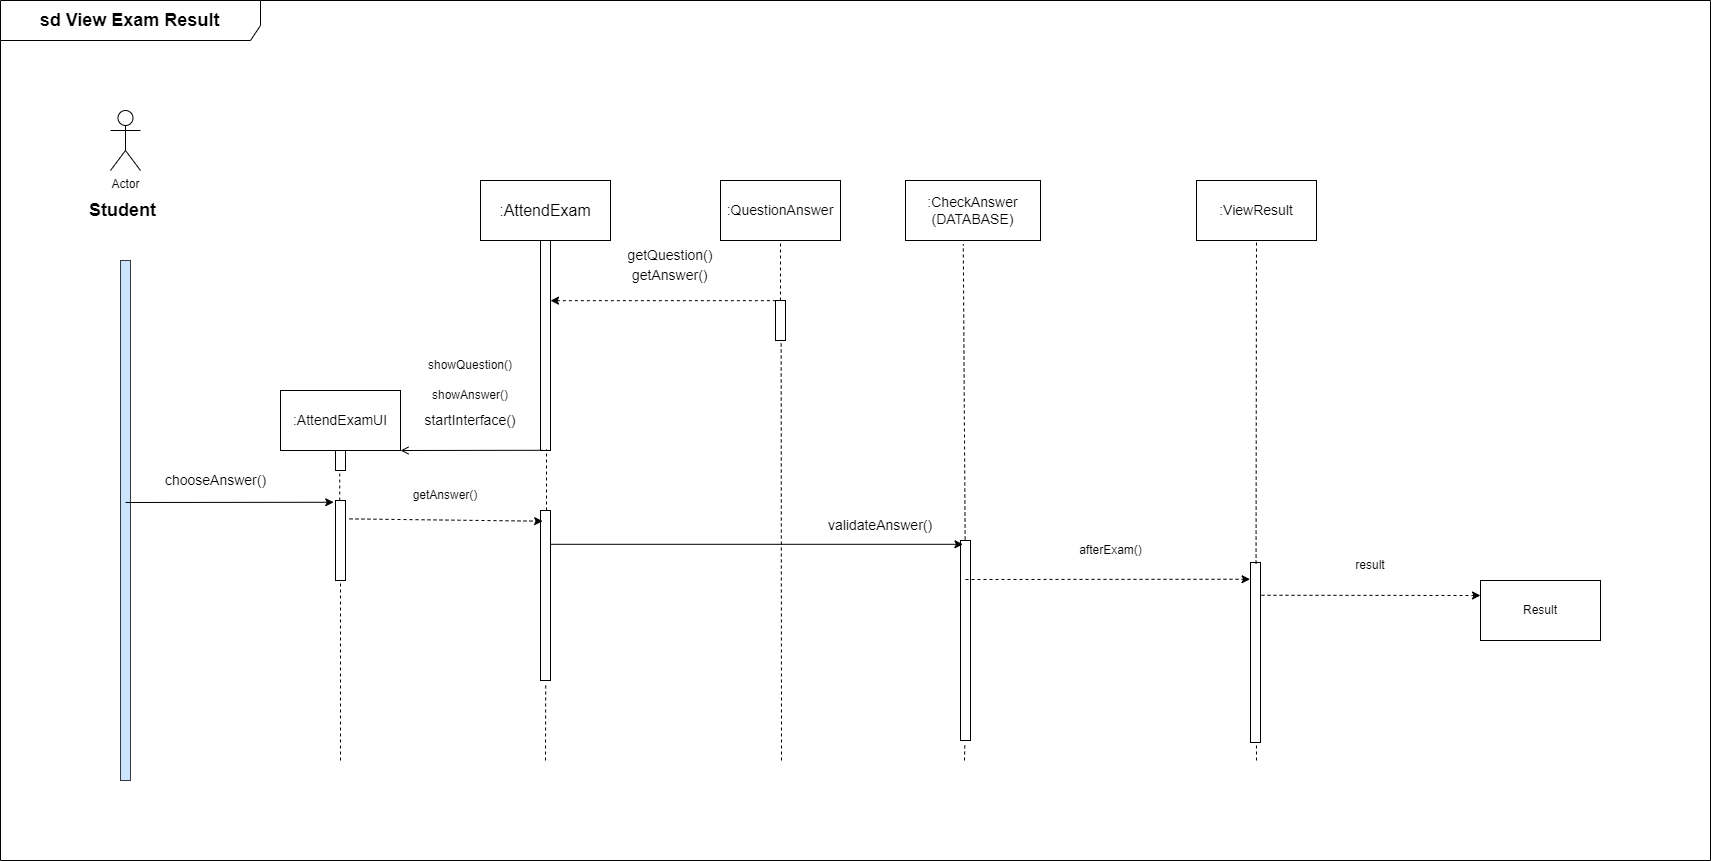 sd View Exam Result
Actor
Student
:AttendExam
:QuestionAnswer
:CheckAnswer
(DATABASE)
:ViewResult
getQuestion()
getAnswer()
showQuestion()
showAnswer()
startInterface()
:AttendExamUI
chooseAnswer()
getAnswer()
validateAnswer()
afterExam()
result
Result